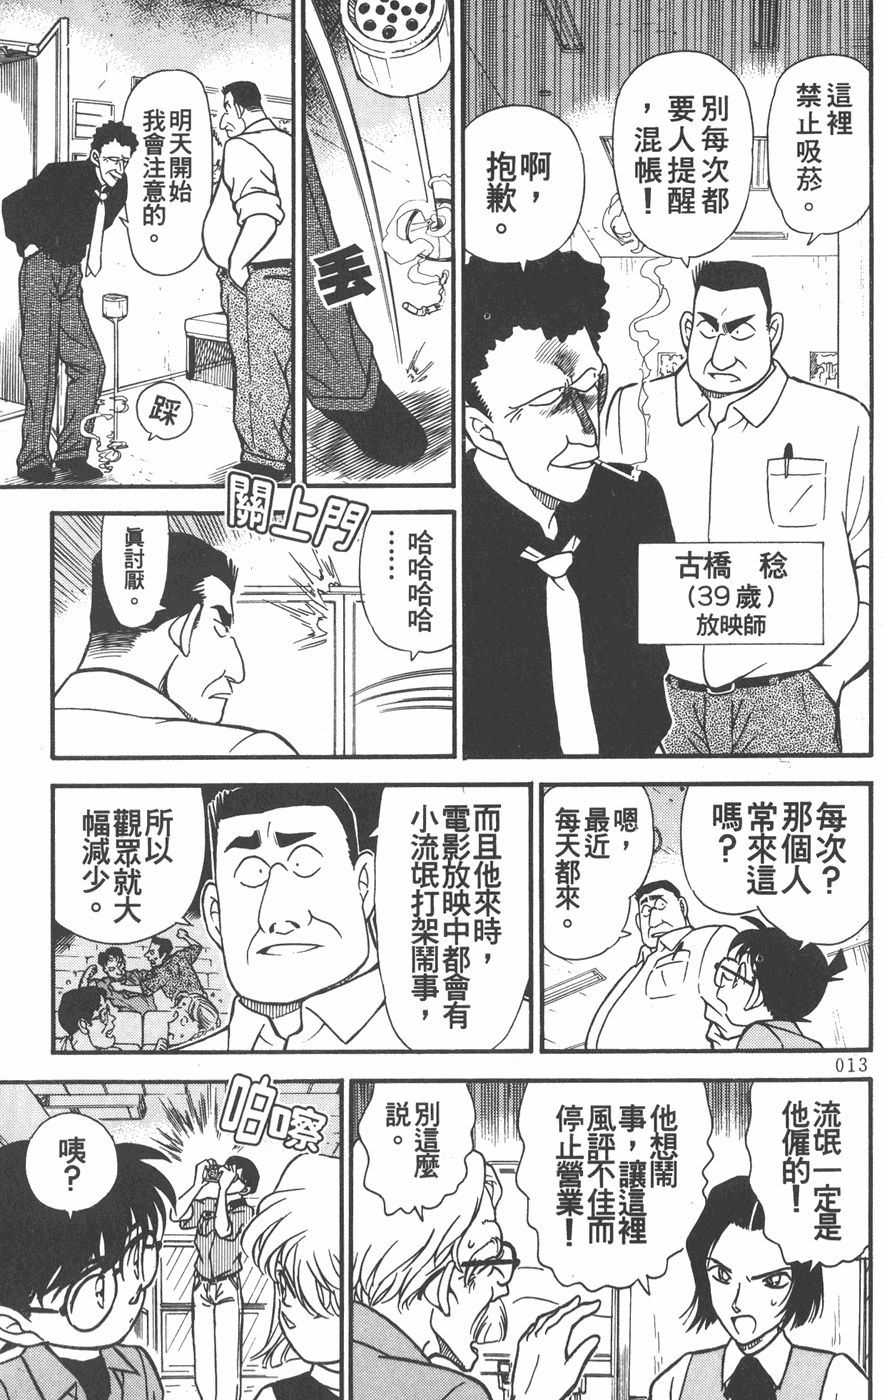 這裡
禁止吸菸。
別每次都
要人提醒
，混帳！
啊，
抱歉。
古橋 稔
（39歲）
放映師
丟
明天開始
我會注意的。
踩
哈哈哈哈
……
關上門
真討厭。
每次？
那個人
常來這
嗎？
嗯，
最近
每天都來。
而且他來時，
電影放映中都會有
小流氓打架鬧事，
所以
觀眾就大
幅減少。
013
流氓一定是
他僱的！
他想鬧
事，讓這裡
風評不佳而
停止營業！
別這麼
說。
啪嚓
咦？